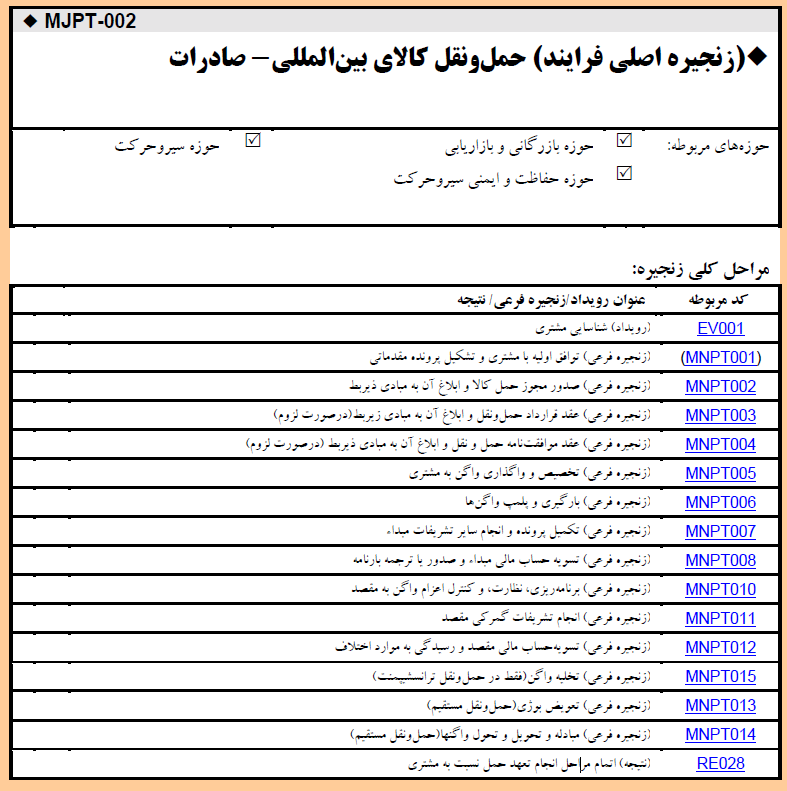 ◆ MJPT-002
◆(زنجیره اصلی فرایند) حمل‌ونقل کالای بین‌المللی– صادرات
حوزه‌های مربوطه: ☑ حوزه بازرگانی و بازاریابی ☑ حوزه سیروحرکت
☑ حوزه حفاظت و ایمنی سیروحرکت
مراحل کلی زنجیره:
کد مربوطه عنوان رویداد/زنجیره فرعی/ نتیجه
EV001 (رویداد) شناسایی مشتری
(MNPT001) (زنجیره فرعی) توافق اولیه با مشتری و تشکیل پرونده مقدماتی
MNPT002 (زنجیره فرعی) صدور مجوز حمل کالا و ابلاغ آن به مبادی ذیربط
MNPT003 (زنجیره فرعی) عقد قرارداد حمل‌ونقل و ابلاغ آن به مبادی زیربط(درصورت لزوم)
MNPT004 (زنجیره فرعی) عقد موافقت‌نامه حمل و نقل و ابلاغ آن به مبادی ذیربط (درصورت لزوم)
MNPT005 (زنجیره فرعی) تخصیص و واگذاری واگن به مشتری
MNPT006 (زنجیره فرعی) بارگیری و پلمپ واگن‌ها
MNPT007 (زنجیره فرعی) تکمیل پرونده و انجام سایر تشریفات مبداء
MNPT008 (زنجیره فرعی) تسویه حساب مالی مبداء و صدور یا ترجمه بارنامه
MNPT010 (زنجیره فرعی) برنامه‌ریزی، نظارت، و کنترل اعزام واگن به مقصد
MNPT011 (زنجیره فرعی) انجام تشریفات گمرکی مقصد
MNPT012 (زنجیره فرعی) تسویه‌حساب مالی مقصد و رسیدگی به موارد اختلاف
MNPT015 (زنجیره فرعی) تخلیه واگن(فقط در حمل‌ونقل ترانسشیپمنت)
MNPT013 (زنجیره فرعی) تعویض بوژی(حمل‌ونقل مستقیم)
MNPT014 (زنجیره فرعی) مبادله و تحویل و تحول واگنها(حمل‌ونقل مستقیم)
RE028 (نتیجه) اتمام مراحل انجام تعهد حمل نسبت به مشتری